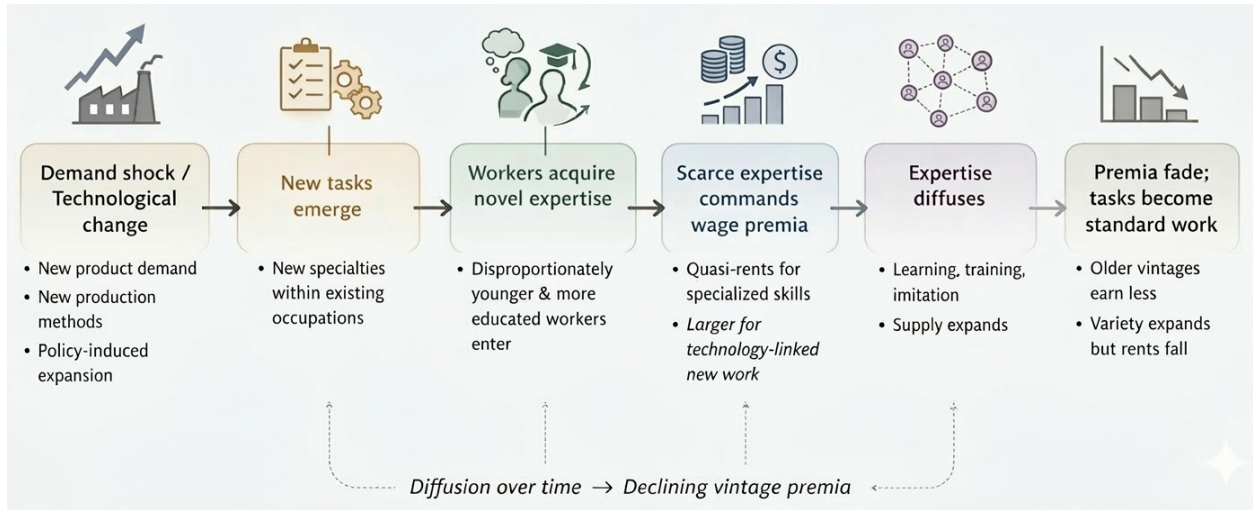 $
Demand shock /
Technological
change
New tasks
emerge
Workers acquire
novel expertise
Scarce expertise
commands
wage premia
Expertise
diffuses
Premia fade;
tasks become
standard work
• New product demand
• New production
methods
• Policy-induced
expansion
• New specialties
within existing
occupations
• Disproportionately
younger & more
educated workers
enter
• Quasi-rents for
specialized skills
• Larger for
technology-linked
new work
• Learning, training,
imitation
• Supply expands
• Older vintages
earn less
• Variety expands
but rents fall
Diffusion over time → Declining vintage premia